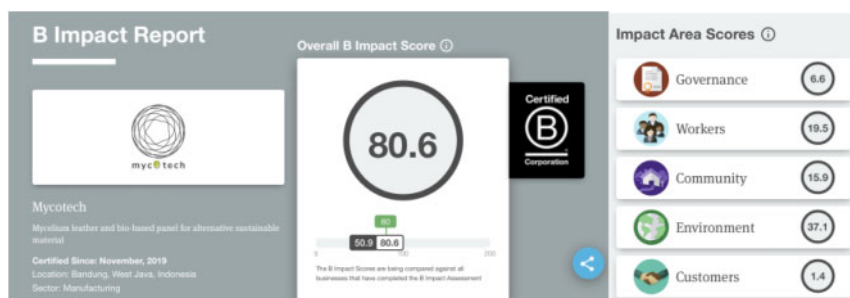 B Impact Report
mycotech
Mycotech
Mycelium leather and bio-based panel for alternative sustainable
material
Certified Since: November, 2019
Location: Bandung, West Java, Indonesia
Sector: Manufacturing
Overall B Impact Score
80.6
80
50.9 80.6
0 100 200
The B Impact Scores are being compared against all
businesses that have completed the B Impact Assessment
Certified
B
Corporation
Impact Area Scores
Governance 6.6
Workers 19.5
Community 15.9
Environment 37.1
Customers 1.4